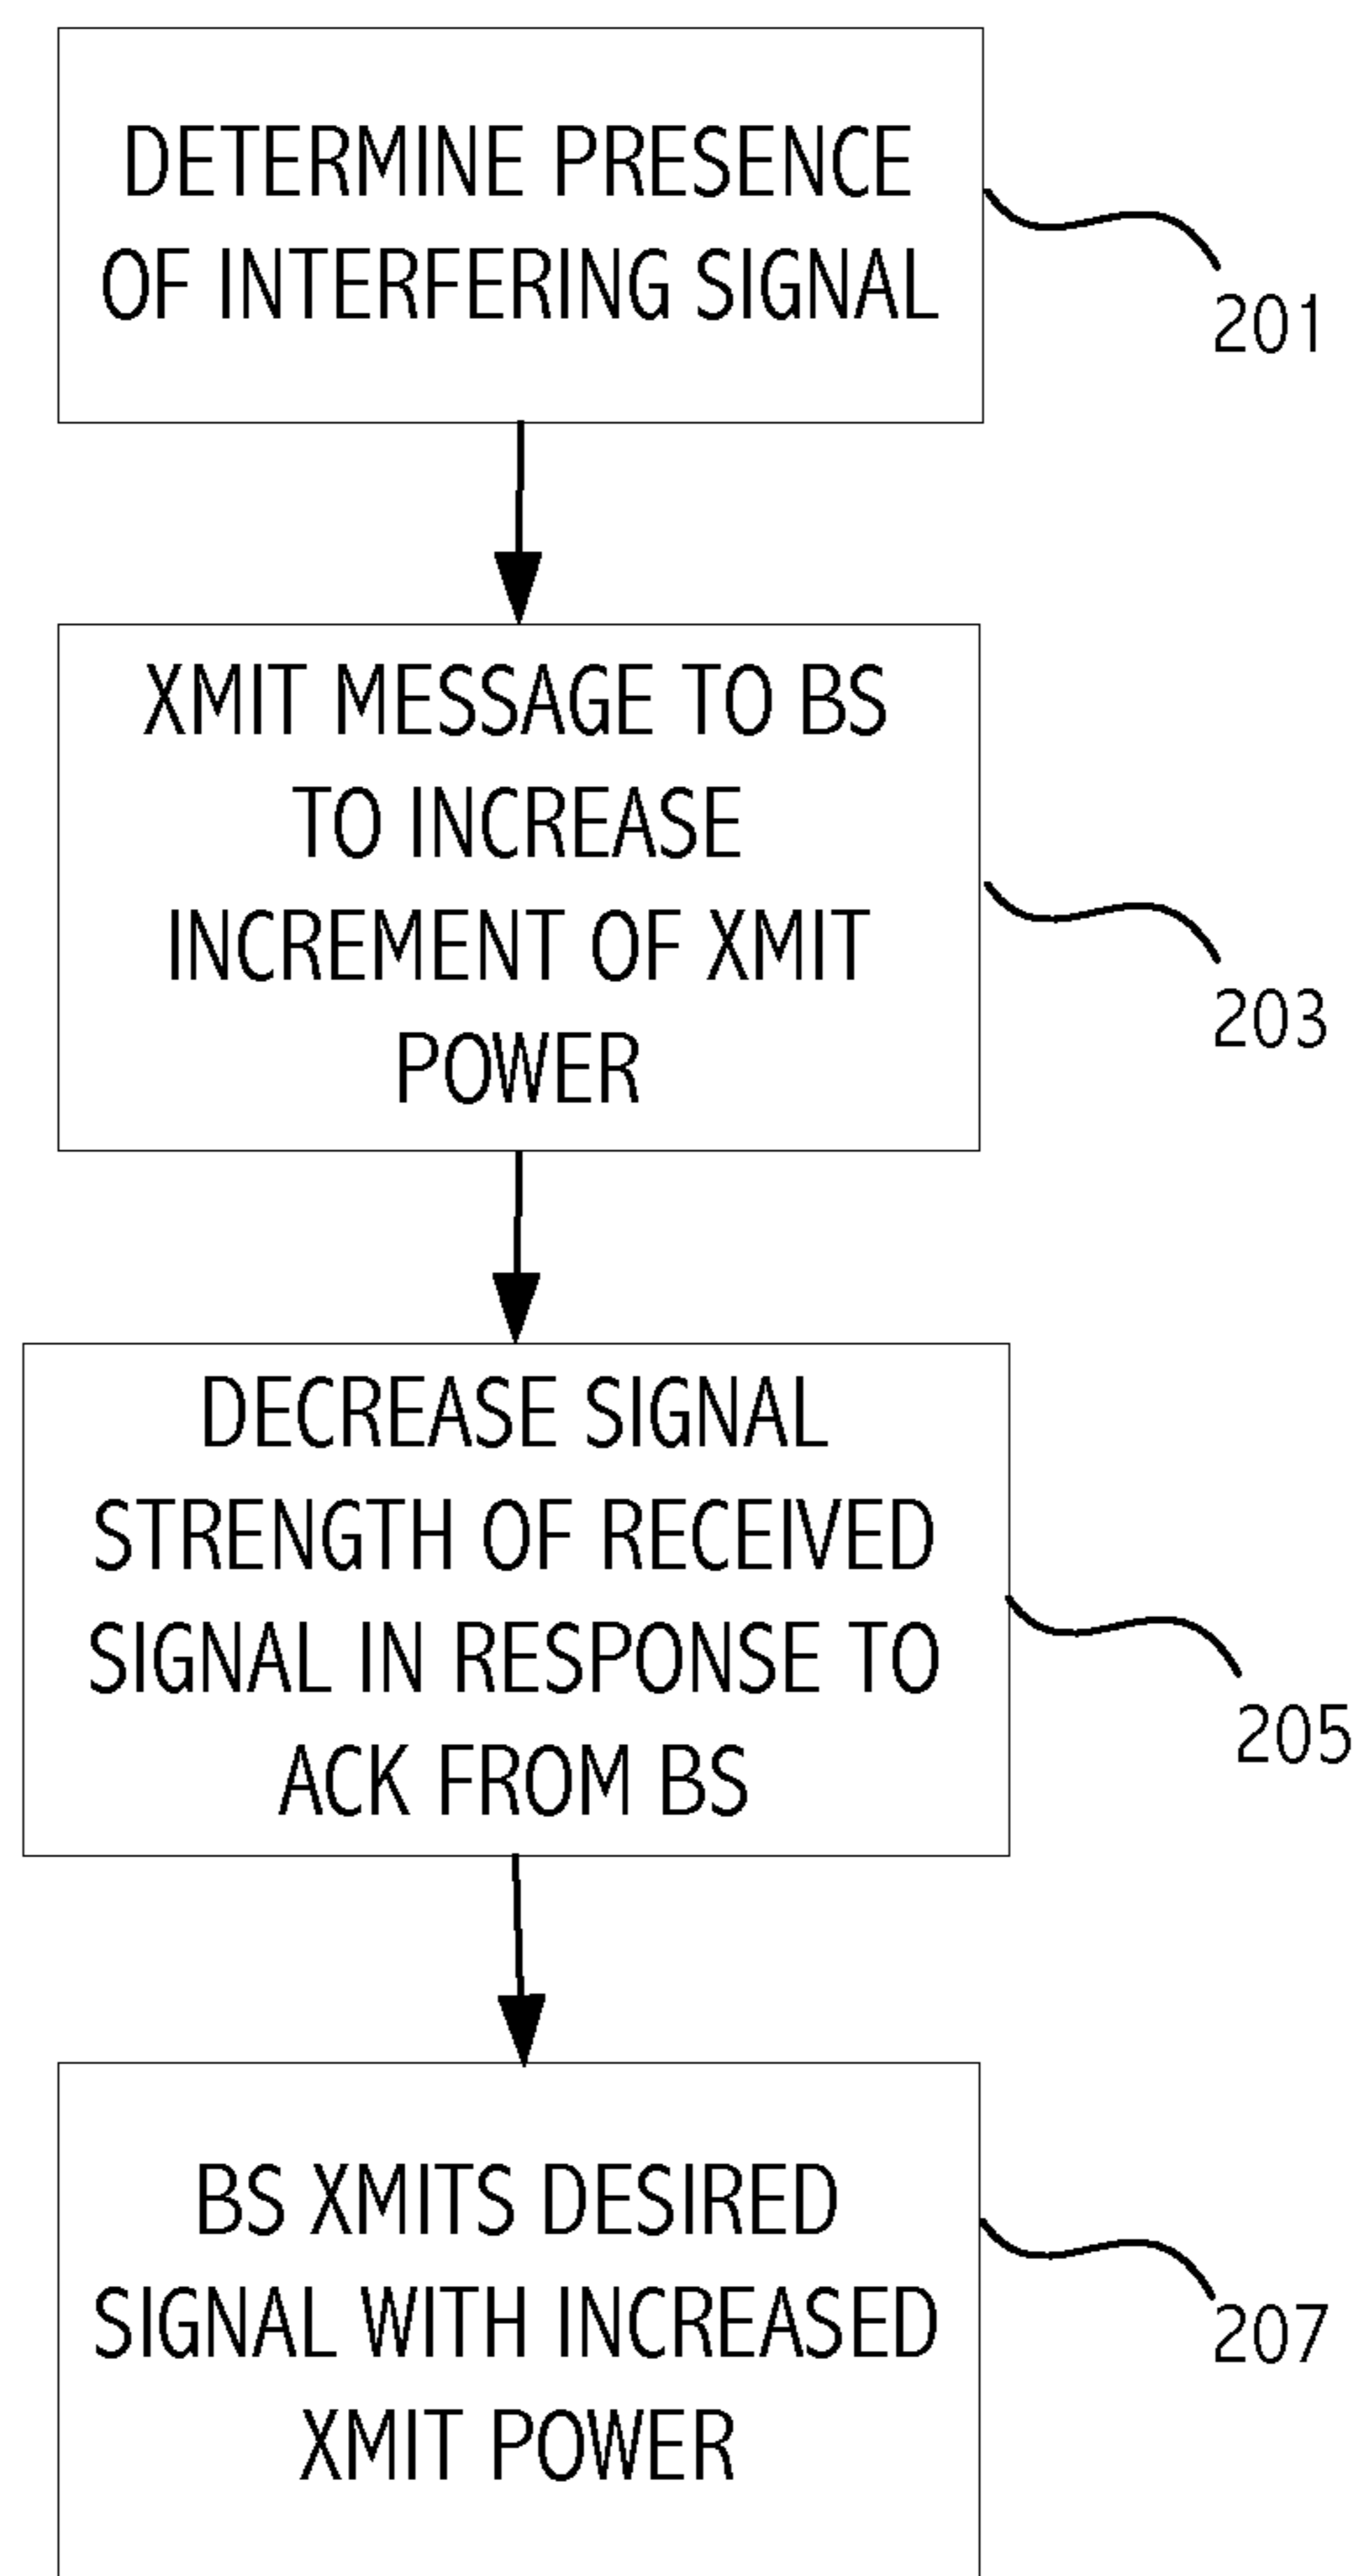 DETERMINE PRESENCE
OF INTERFERING SIGNAL
201
XMIT MESSAGE TO BS
TO INCREASE
INCREMENT OF XMIT
POWER
203
DECREASE SIGNAL
STRENGTH OF RECEIVED
SIGNAL IN RESPONSE TO
ACK FROM BS
205
BS XMITS DESIRED
SIGNAL WITH INCREASED
XMIT POWER
207